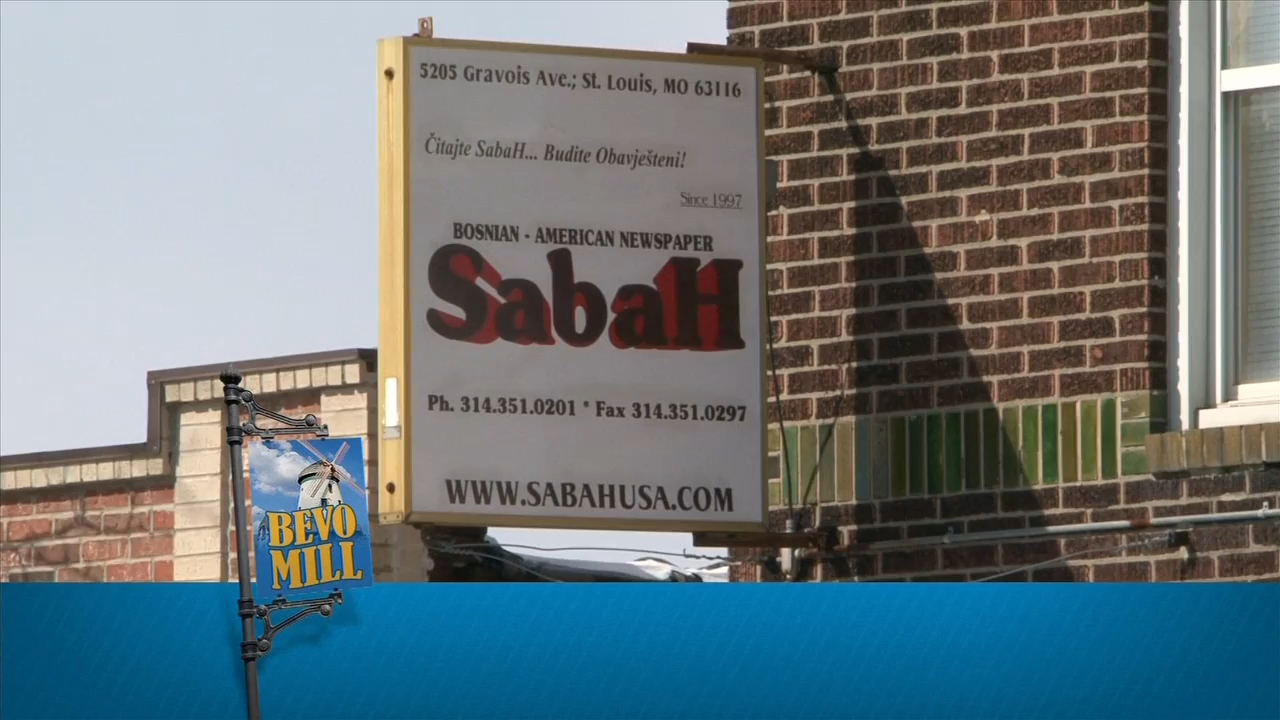 5205 Gravois Ave.; St. Louis, MO 63116
Čitajte SabaH... Budite Obavješteni!
Since 1997
BOSNIAN - AMERICAN NEWSPAPER
SabaH
Ph. 314.351.0201 * Fax 314.351.0297
WWW.SABAHUSA.COM
BEVO
MILL